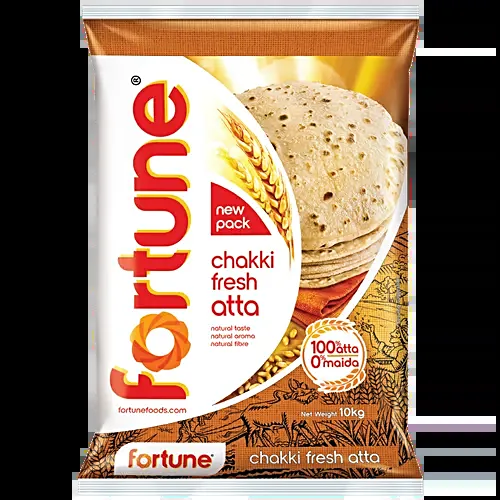 fortune®
new
pack
chakki
fresh
atta
natural taste
natural aroma
natural fibre
100% atta
0% maida
fortunefoods.com
Net Weight 10kg
fortune®
chakki fresh atta